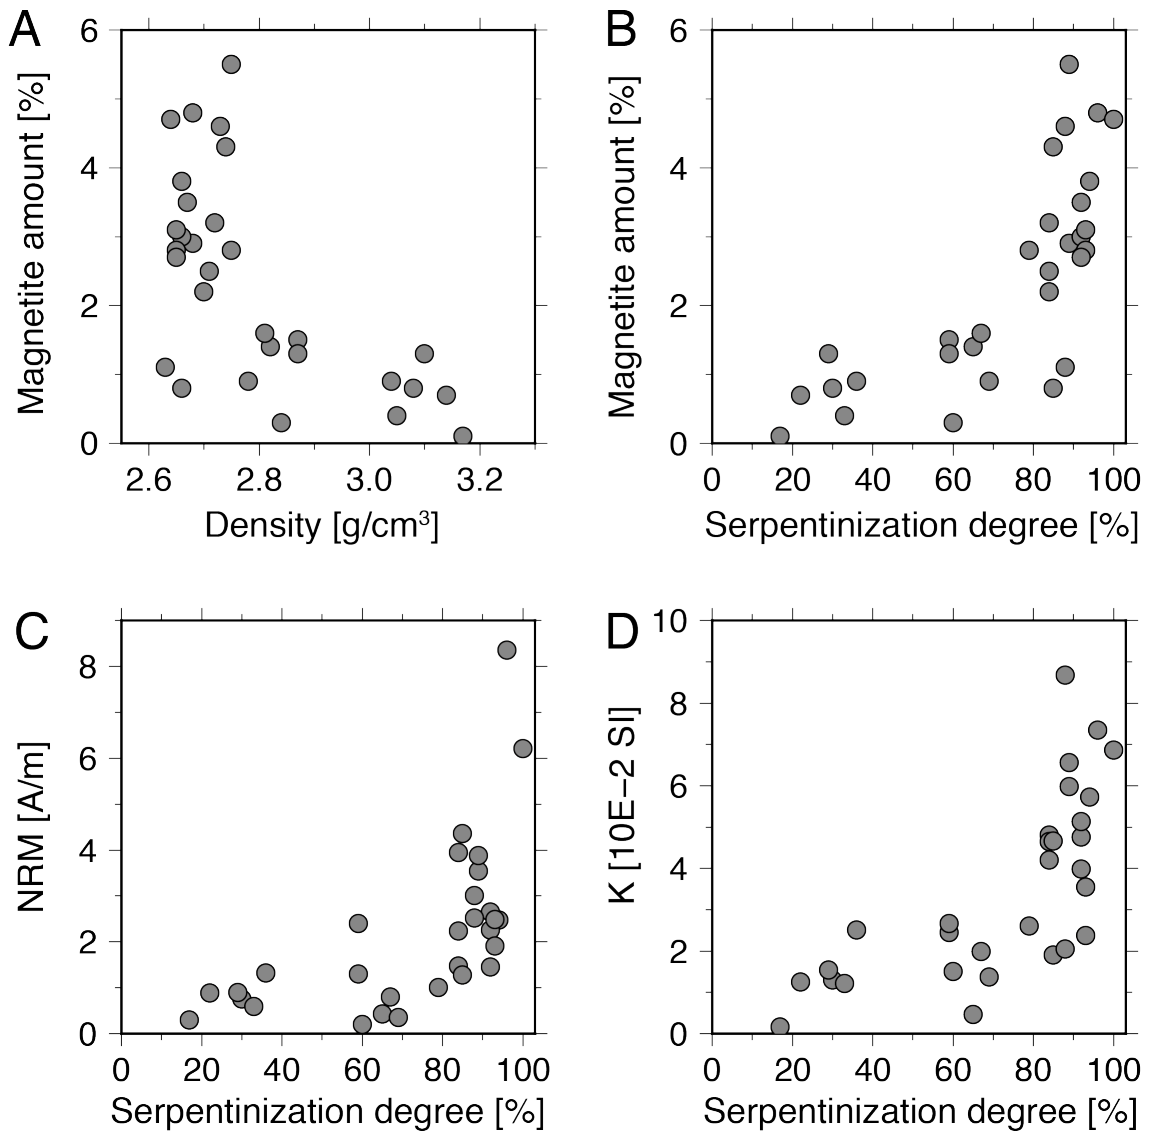 A
B
Magnetite amount [%]
6
4
2
0
2.6 2.8 3.0 3.2
Density [g/cm³]
Magnetite amount [%]
6
4
2
0
0 20 40 60 80 100
Serpentinization degree [%]
C
D
NRM [A/m]
8
6
4
2
0
0 20 40 60 80 100
Serpentinization degree [%]
K [10E−2 SI]
10
8
6
4
2
0
0 20 40 60 80 100
Serpentinization degree [%]